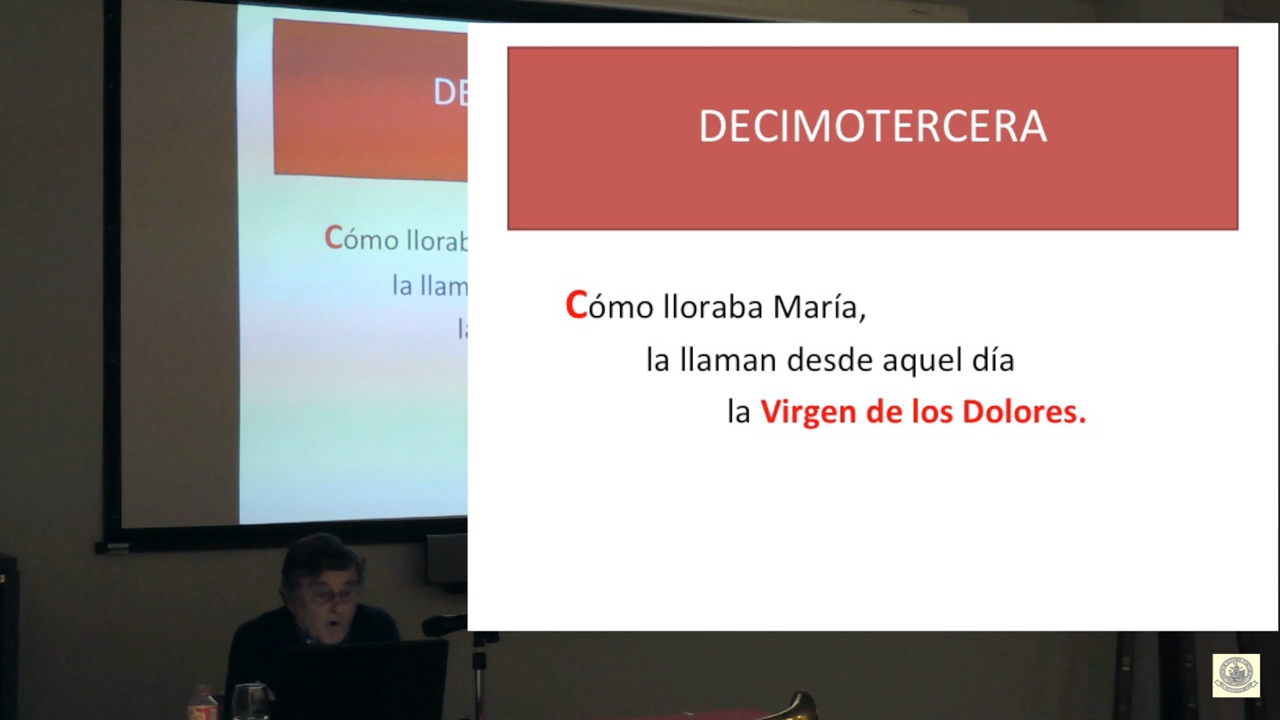 DE
Cómo llorab
la llam
la
DECIMOTERCERA
Cómo lloraba María,
la llaman desde aquel día
la Virgen de los Dolores.